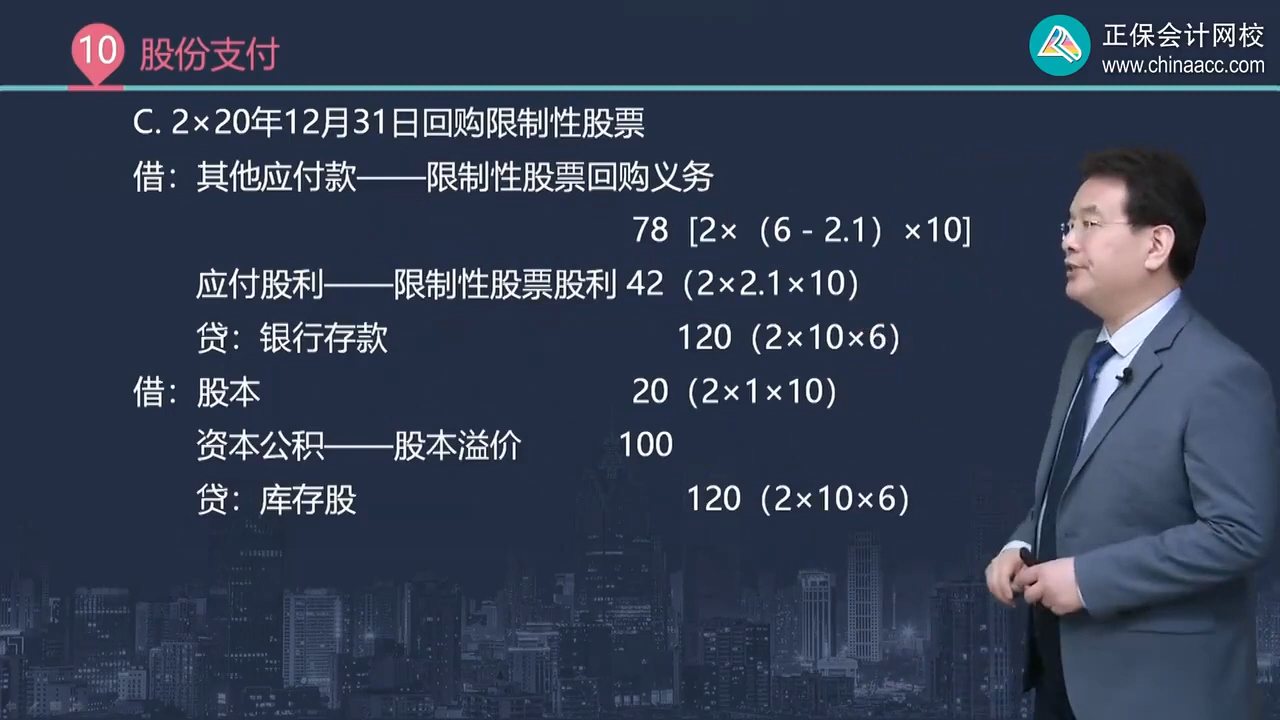 10 股份支付
正保会计网校
www.chinaacc.com
C. 2×20年12月31日回购限制性股票
借：其他应付款——限制性股票回购义务
78 [2×（6 - 2.1）×10]
应付股利——限制性股票股利 42（2×2.1×10）
贷：银行存款 120（2×10×6）
借：股本 20（2×1×10）
资本公积——股本溢价 100
贷：库存股 120（2×10×6）